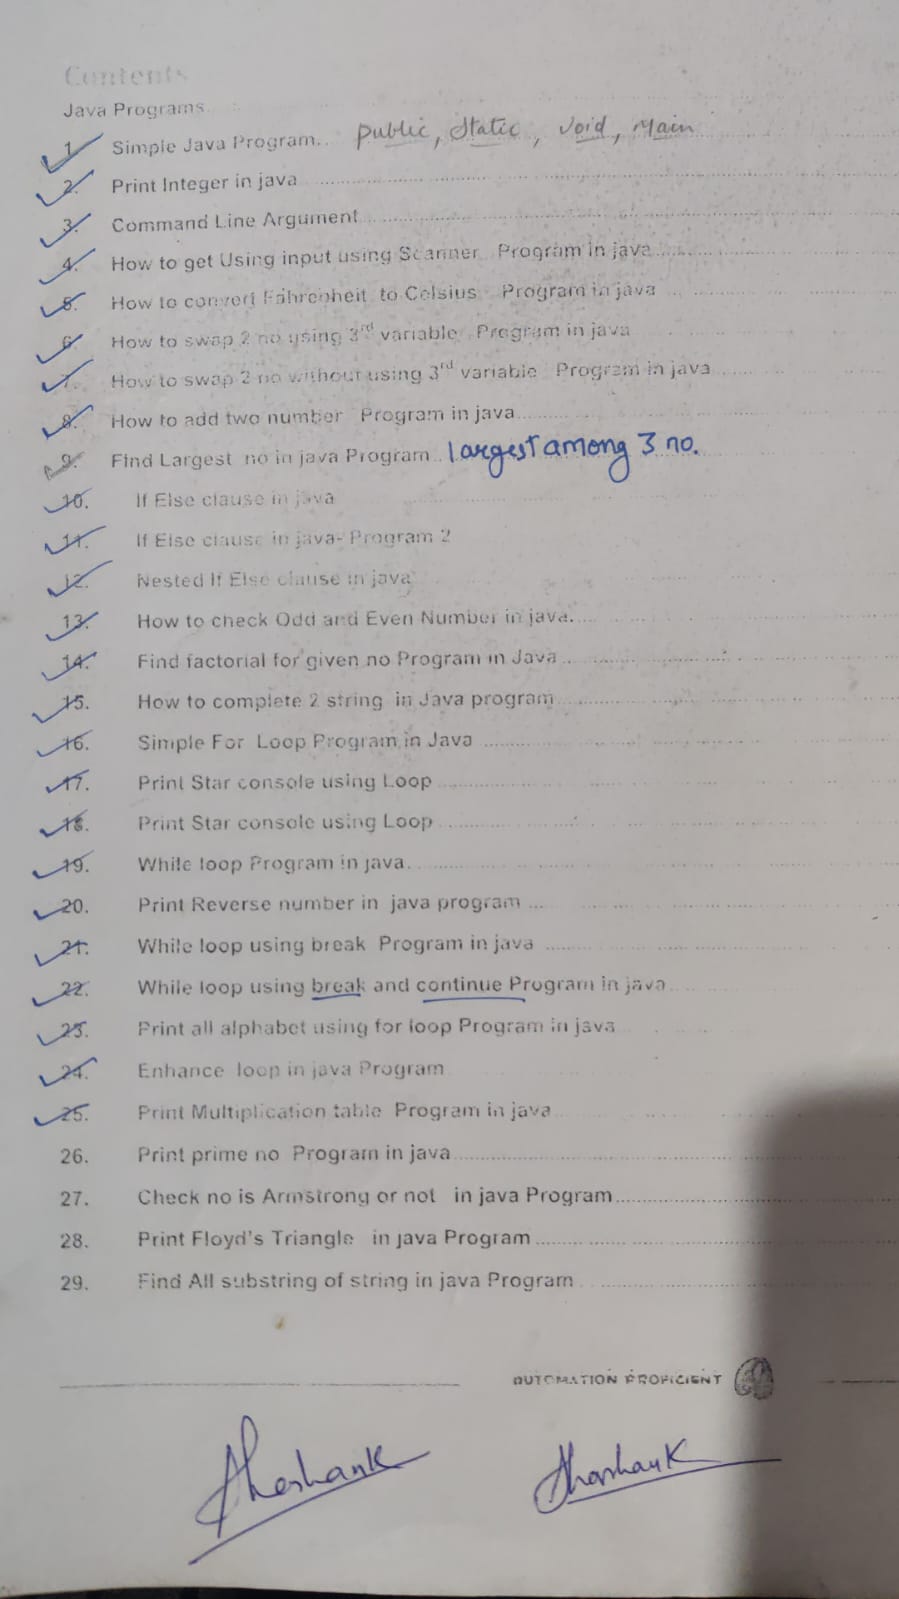 Contents
Java Programs
1. Simple Java Program.. public, static, void, main
2. Print Integer in java
3. Command Line Argument
4. How to get Using input using Scanner Program in java
5. How to convert Fahrenheit to Celsius Program in java
6. How to swap 2 no using 3rd variable Program in java
7. How to swap 2 no without using 3rd variable Program in java
8. How to add two number Program in java
9. Find Largest no in java Program largest among 3 no.
10. If Else clause in java
11. If Else clause in java- Program 2
12. Nested If Else clause in java
13. How to check Odd and Even Number in java.
14. Find factorial for given no Program in Java
15. How to complete 2 string in Java program
16. Simple For Loop Program in Java
17. Print Star console using Loop
18. Print Star console using Loop
19. While loop Program in java.
20. Print Reverse number in java program
21. While loop using break Program in java
22. While loop using break and continue Program in java
23. Print all alphabet using for loop Program in java
24. Enhance loop in java Program
25. Print Multiplication table Program in java
26. Print prime no Program in java
27. Check no is Armstrong or not in java Program
28. Print Floyd's Triangle in java Program
29. Find All substring of string in java Program
AUTOMATION PROFICIENT
Shashank Shashank